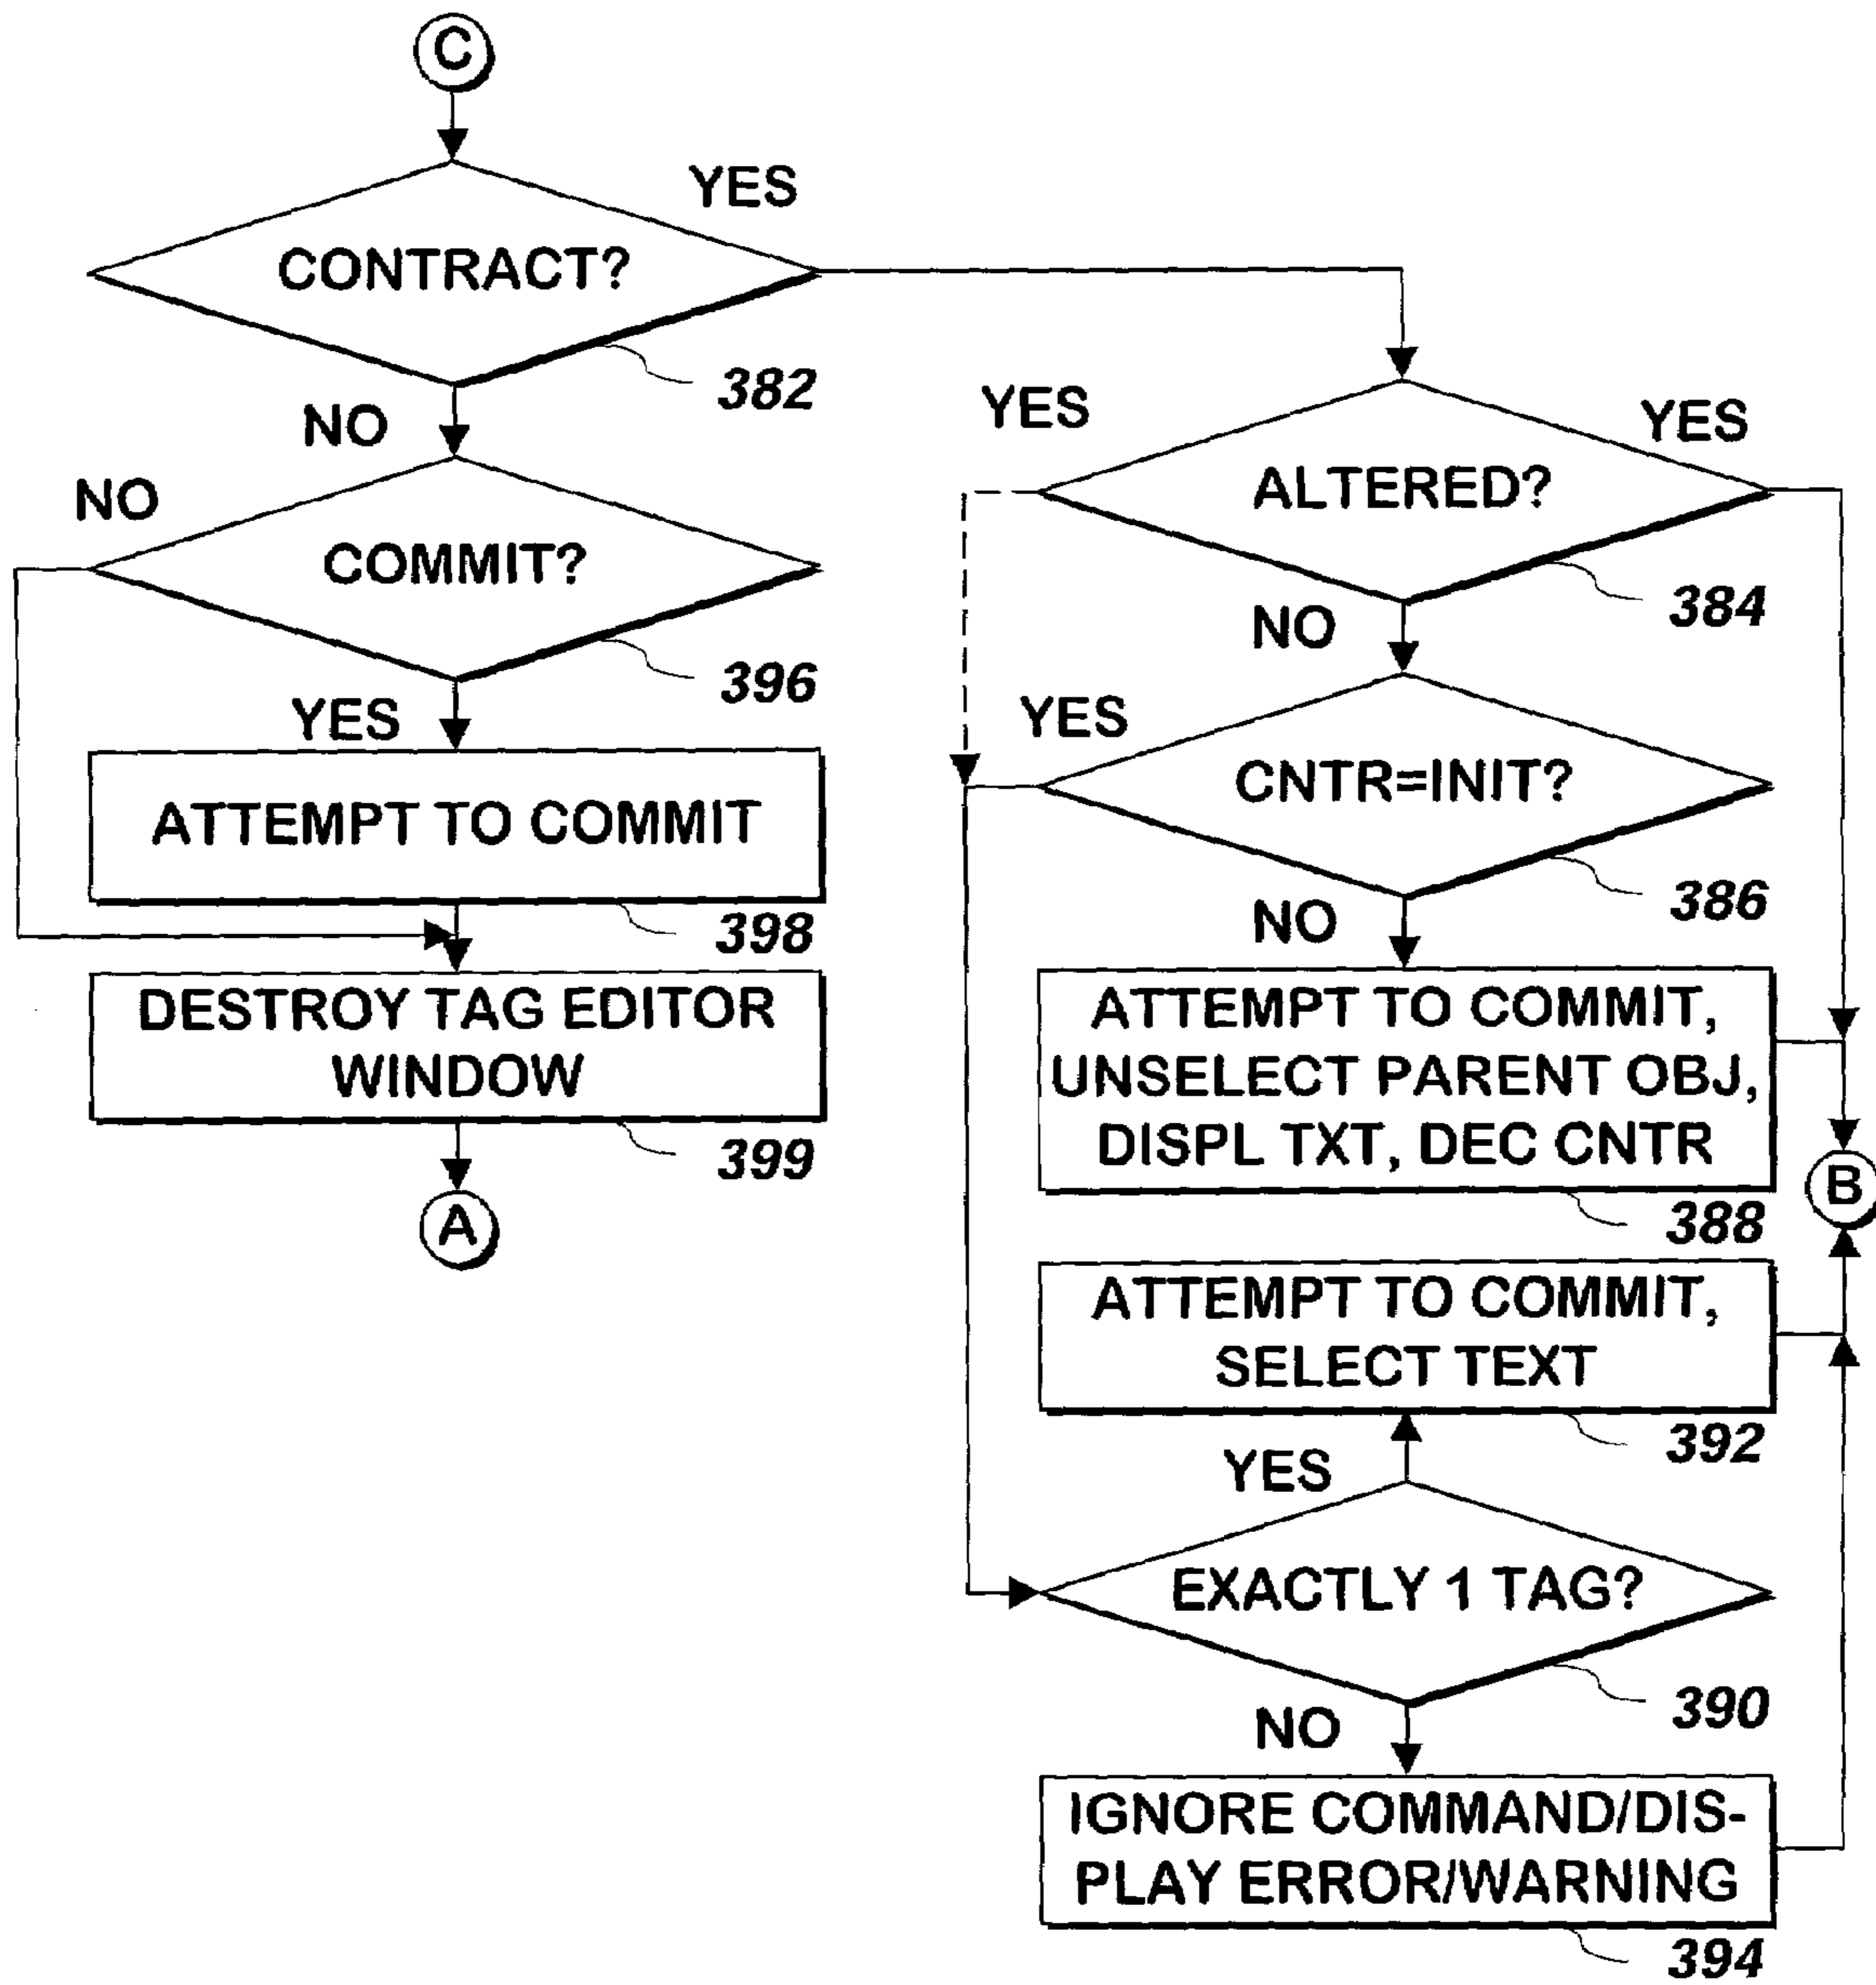 C
YES
CONTRACT?
382
NO
NO
COMMIT?
396
YES
ATTEMPT TO COMMIT
398
DESTROY TAG EDITOR
WINDOW
399
A
YES
YES
ALTERED?
384
NO
YES
CNTR=INIT?
386
NO
ATTEMPT TO COMMIT,
UNSELECT PARENT OBJ,
DISPL TXT, DEC CNTR
388
B
ATTEMPT TO COMMIT,
SELECT TEXT
392
YES
EXACTLY 1 TAG?
390
NO
IGNORE COMMAND/DIS-
PLAY ERROR/WARNING
394